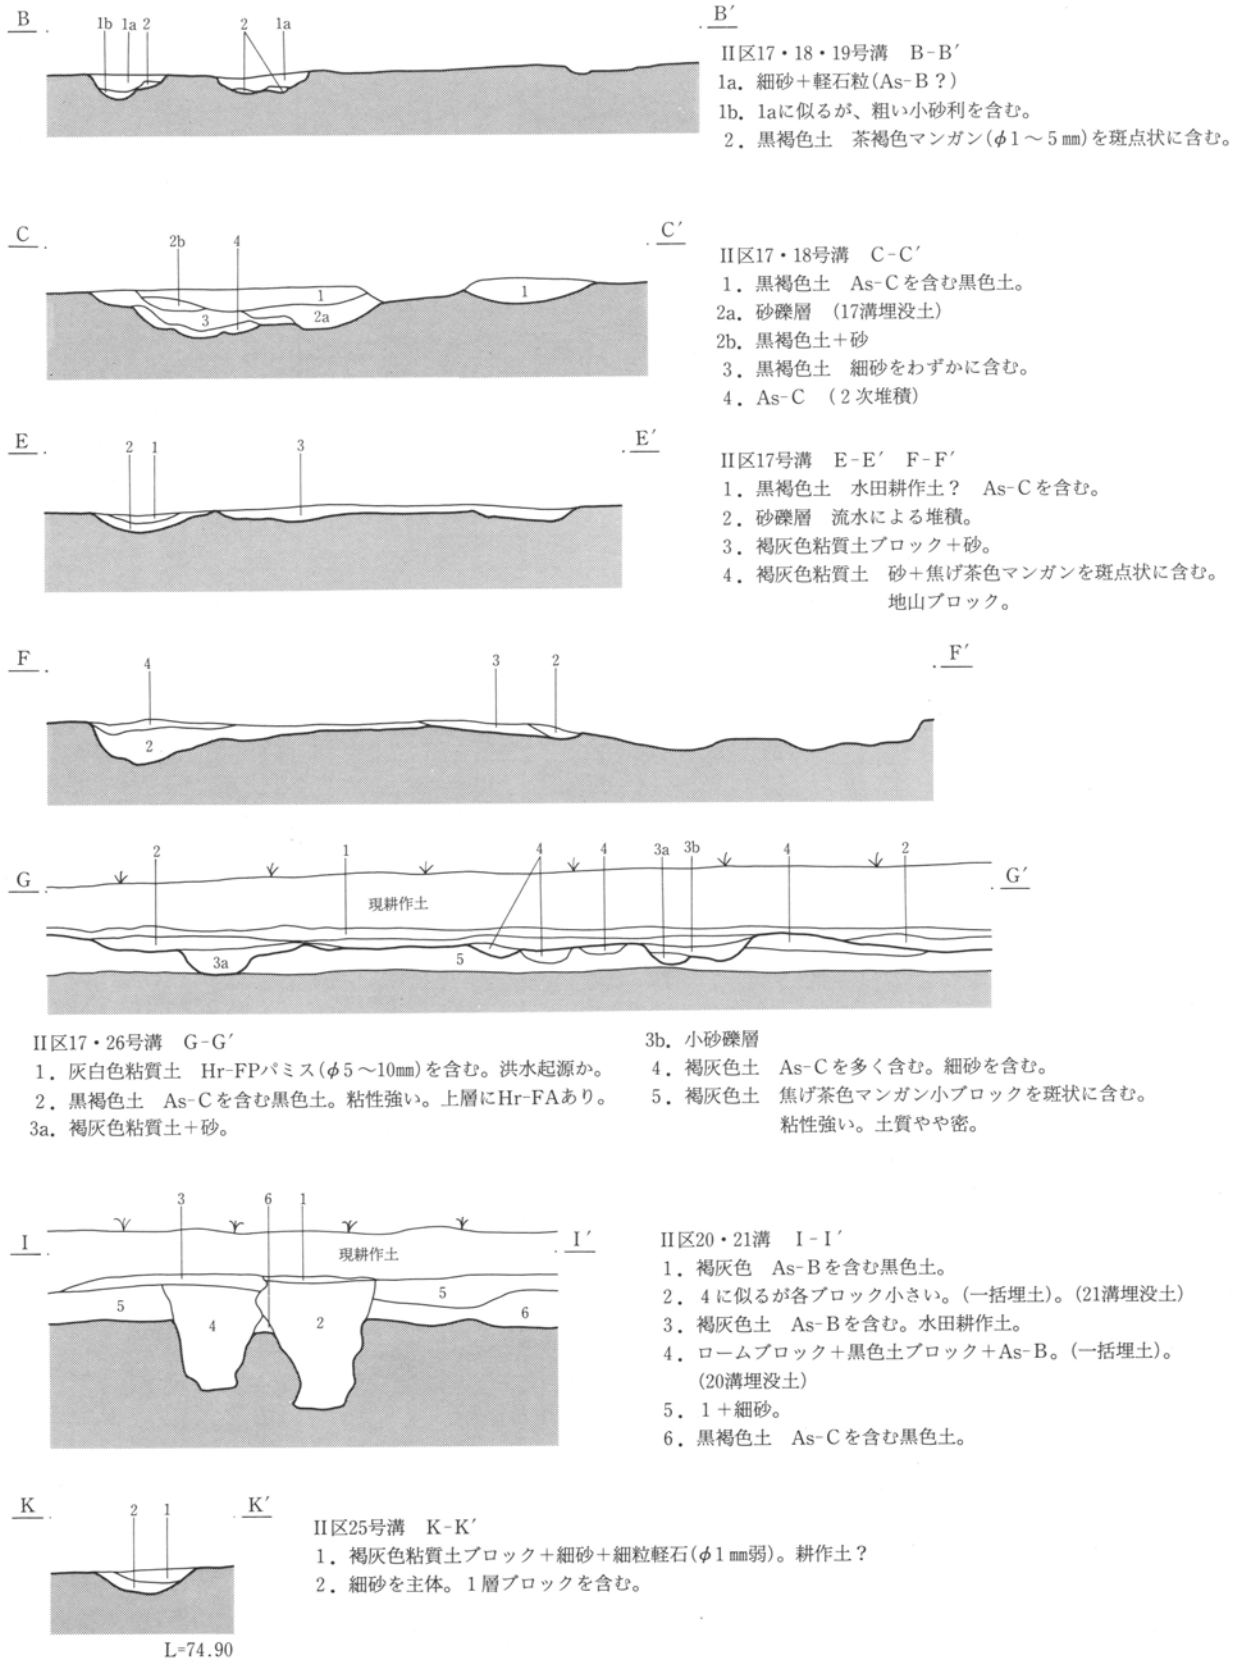 B B′
1b 1a 2 2 1a
II区17・18・19号溝 B-B′
1a. 細砂＋軽石粒(As-B？)
1b. 1aに似るが、粗い小砂利を含む。
2. 黒褐色土 茶褐色マンガン(φ1～5㎜)を斑点状に含む。
C C′
2b 4
1 1
3 2a
II区17・18号溝 C-C′
1. 黒褐色土 As-Cを含む黒色土。
2a. 砂礫層 (17溝埋没土)
2b. 黒褐色土＋砂
3. 黒褐色土 細砂をわずかに含む。
4. As-C (2次堆積)
E E′
2 1 3
II区17号溝 E-E′ F-F′
1. 黒褐色土 水田耕作土？ As-Cを含む。
2. 砂礫層 流水による堆積。
3. 褐灰色粘質土ブロック＋砂。
4. 褐灰色粘質土 砂＋焦げ茶色マンガンを斑点状に含む。
地山ブロック。
F F′
4 3 2
2
G G′
2 1 4 4 3a 3b 4 2
現耕作土
3a 5
II区17・26号溝 G-G′
1. 灰白色粘質土 Hr-FPパミス(φ5～10㎜)を含む。洪水起源か。
2. 黒褐色土 As-Cを含む黒色土。粘性強い。上層にHr-FAあり。
3a. 褐灰色粘質土＋砂。
3b. 小砂礫層
4. 褐灰色土 As-Cを多く含む。細砂を含む。
5. 褐灰色土 焦げ茶色マンガン小ブロックを斑状に含む。
粘性強い。土質やや密。
I I′
3 6 1
現耕作土
5 4 2 5 6
II区20・21溝 I-I′
1. 褐灰色 As-Bを含む黒色土。
2. 4に似るが各ブロック小さい。(一括埋土)。(21溝埋没土)
3. 褐灰色土 As-Bを含む。水田耕作土。
4. ロームブロック＋黒色土ブロック＋As-B。(一括埋土)。
(20溝埋没土)
5. 1＋細砂。
6. 黒褐色土 As-Cを含む黒色土。
K K′
2 1
L=74.90
II区25号溝 K-K′
1. 褐灰色粘質土ブロック＋細砂＋細粒軽石(φ1㎜弱)。耕作土？
2. 細砂を主体。1層ブロックを含む。